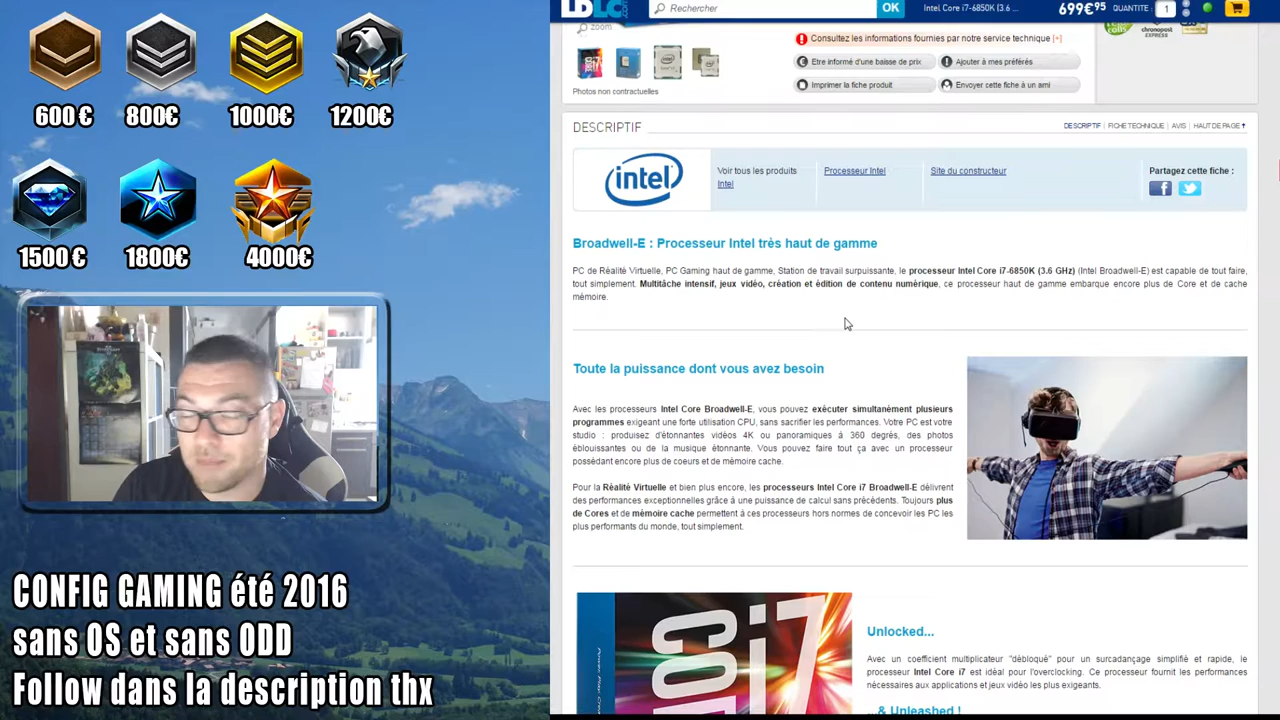 600 €
800€
1000€
1200€
1500 €
1800€
4000€
CONFIG GAMING été 2016
sans OS et sans ODD
Follow dans la description thx
LDLC
Rechercher
OK
Intel Core i7-6850K (3.6 ...
699€95
QUANTITE :
1
zoom
Photos non contractuelles
Consultez les informations fournies par notre service technique [+]
Etre informé d'une baisse de prix
Ajouter à mes préférés
Imprimer la fiche produit
Envoyer cette fiche à un ami
chronopost
EXPRESS
DESCRIPTIF
DESCRIPTIF | FICHE TECHNIQUE | AVIS | HAUT DE PAGE
intel
Voir tous les produits
Intel
Processeur Intel
Site du constructeur
Partagez cette fiche :
Broadwell-E : Processeur Intel très haut de gamme
PC de Réalité Virtuelle, PC Gaming haut de gamme, Station de travail surpuissante, le processeur Intel Core i7-6850K (3.6 GHz) (Intel Broadwell-E) est capable de tout faire,
tout simplement. Multitâche intensif, jeux vidéo, création et édition de contenu numérique, ce processeur haut de gamme embarque encore plus de Core et de cache
mémoire.
Toute la puissance dont vous avez besoin
Avec les processeurs Intel Core Broadwell-E, vous pouvez exécuter simultanément plusieurs
programmes exigeant une forte utilisation CPU, sans sacrifier les performances. Votre PC est votre
studio : produisez d'étonnantes vidéos 4K ou panoramiques à 360 degrés, des photos
éblouissantes ou de la musique étonnante. Vous pouvez faire tout ça avec un processeur
possédant encore plus de coeurs et de mémoire cache.
Pour la Réalité Virtuelle et bien plus encore, les processeurs Intel Core i7 Broadwell-E délivrent
des performances exceptionnelles grâce à une puissance de calcul sans précédents. Toujours plus
de Cores et de mémoire cache permettent à ces processeurs hors normes de concevoir les PC les
plus performants du monde, tout simplement.
CORE i7
Unlocked...
Avec un coefficient multiplicateur "débloqué" pour un surcadançage simplifié et rapide, le
processeur Intel Core i7 est idéal pour l'overclocking. Ce processeur fournit les performances
nécessaires aux applications et jeux vidéo les plus exigeants.
...& Unleashed !